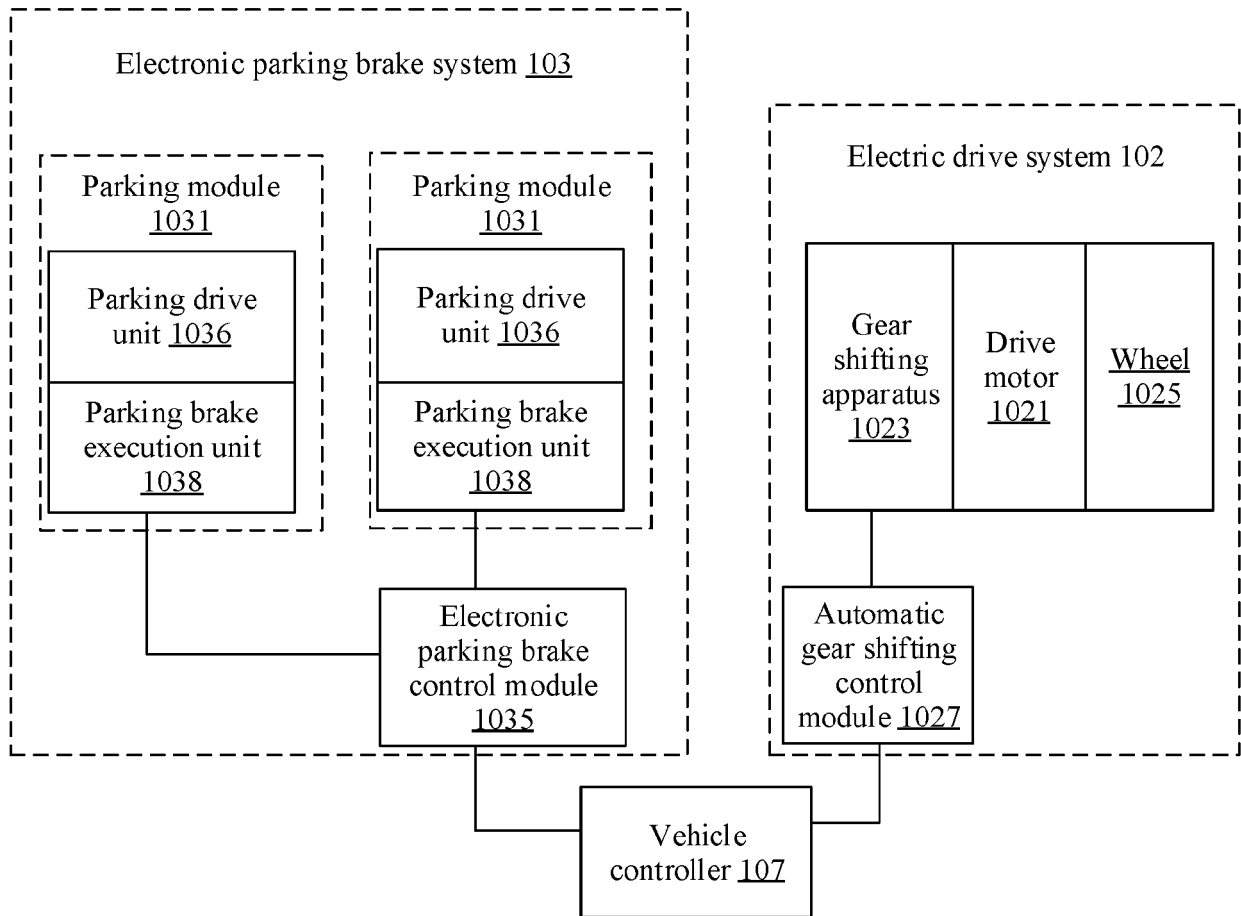 Electronic parking brake system 103
Parking module
1031
Parking drive
unit 1036
Parking brake
execution unit
1038
Parking module
1031
Parking drive
unit 1036
Parking brake
execution unit
1038
Electronic
parking brake
control module
1035
Electric drive system 102
Gear
shifting
apparatus
1023
Drive
motor
1021
Wheel
1025
Automatic
gear shifting
control
module 1027
Vehicle
controller 107